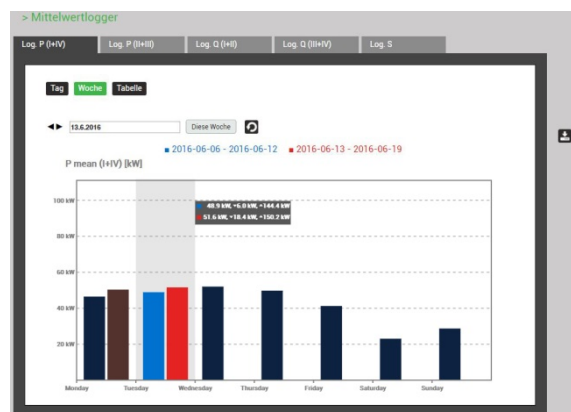 > Mittelwertlogger
Log. P (I+IV) Log. P (II+III) Log. Q (I+II) Log. Q (III+IV) Log. S
Tag Woche Tabelle
◄► 13.6.2016 Diese Woche
2016-06-06 - 2016-06-12 2016-06-13 - 2016-06-19
P mean (I+IV) [kW]
100 kW
49.9 kW, 6.0 kW, 144.4 kW
51.6 kW, 18.4 kW, 150.2 kW
80 kW
60 kW
40 kW
20 kW
Monday Tuesday Wednesday Thursday Friday Saturday Sunday